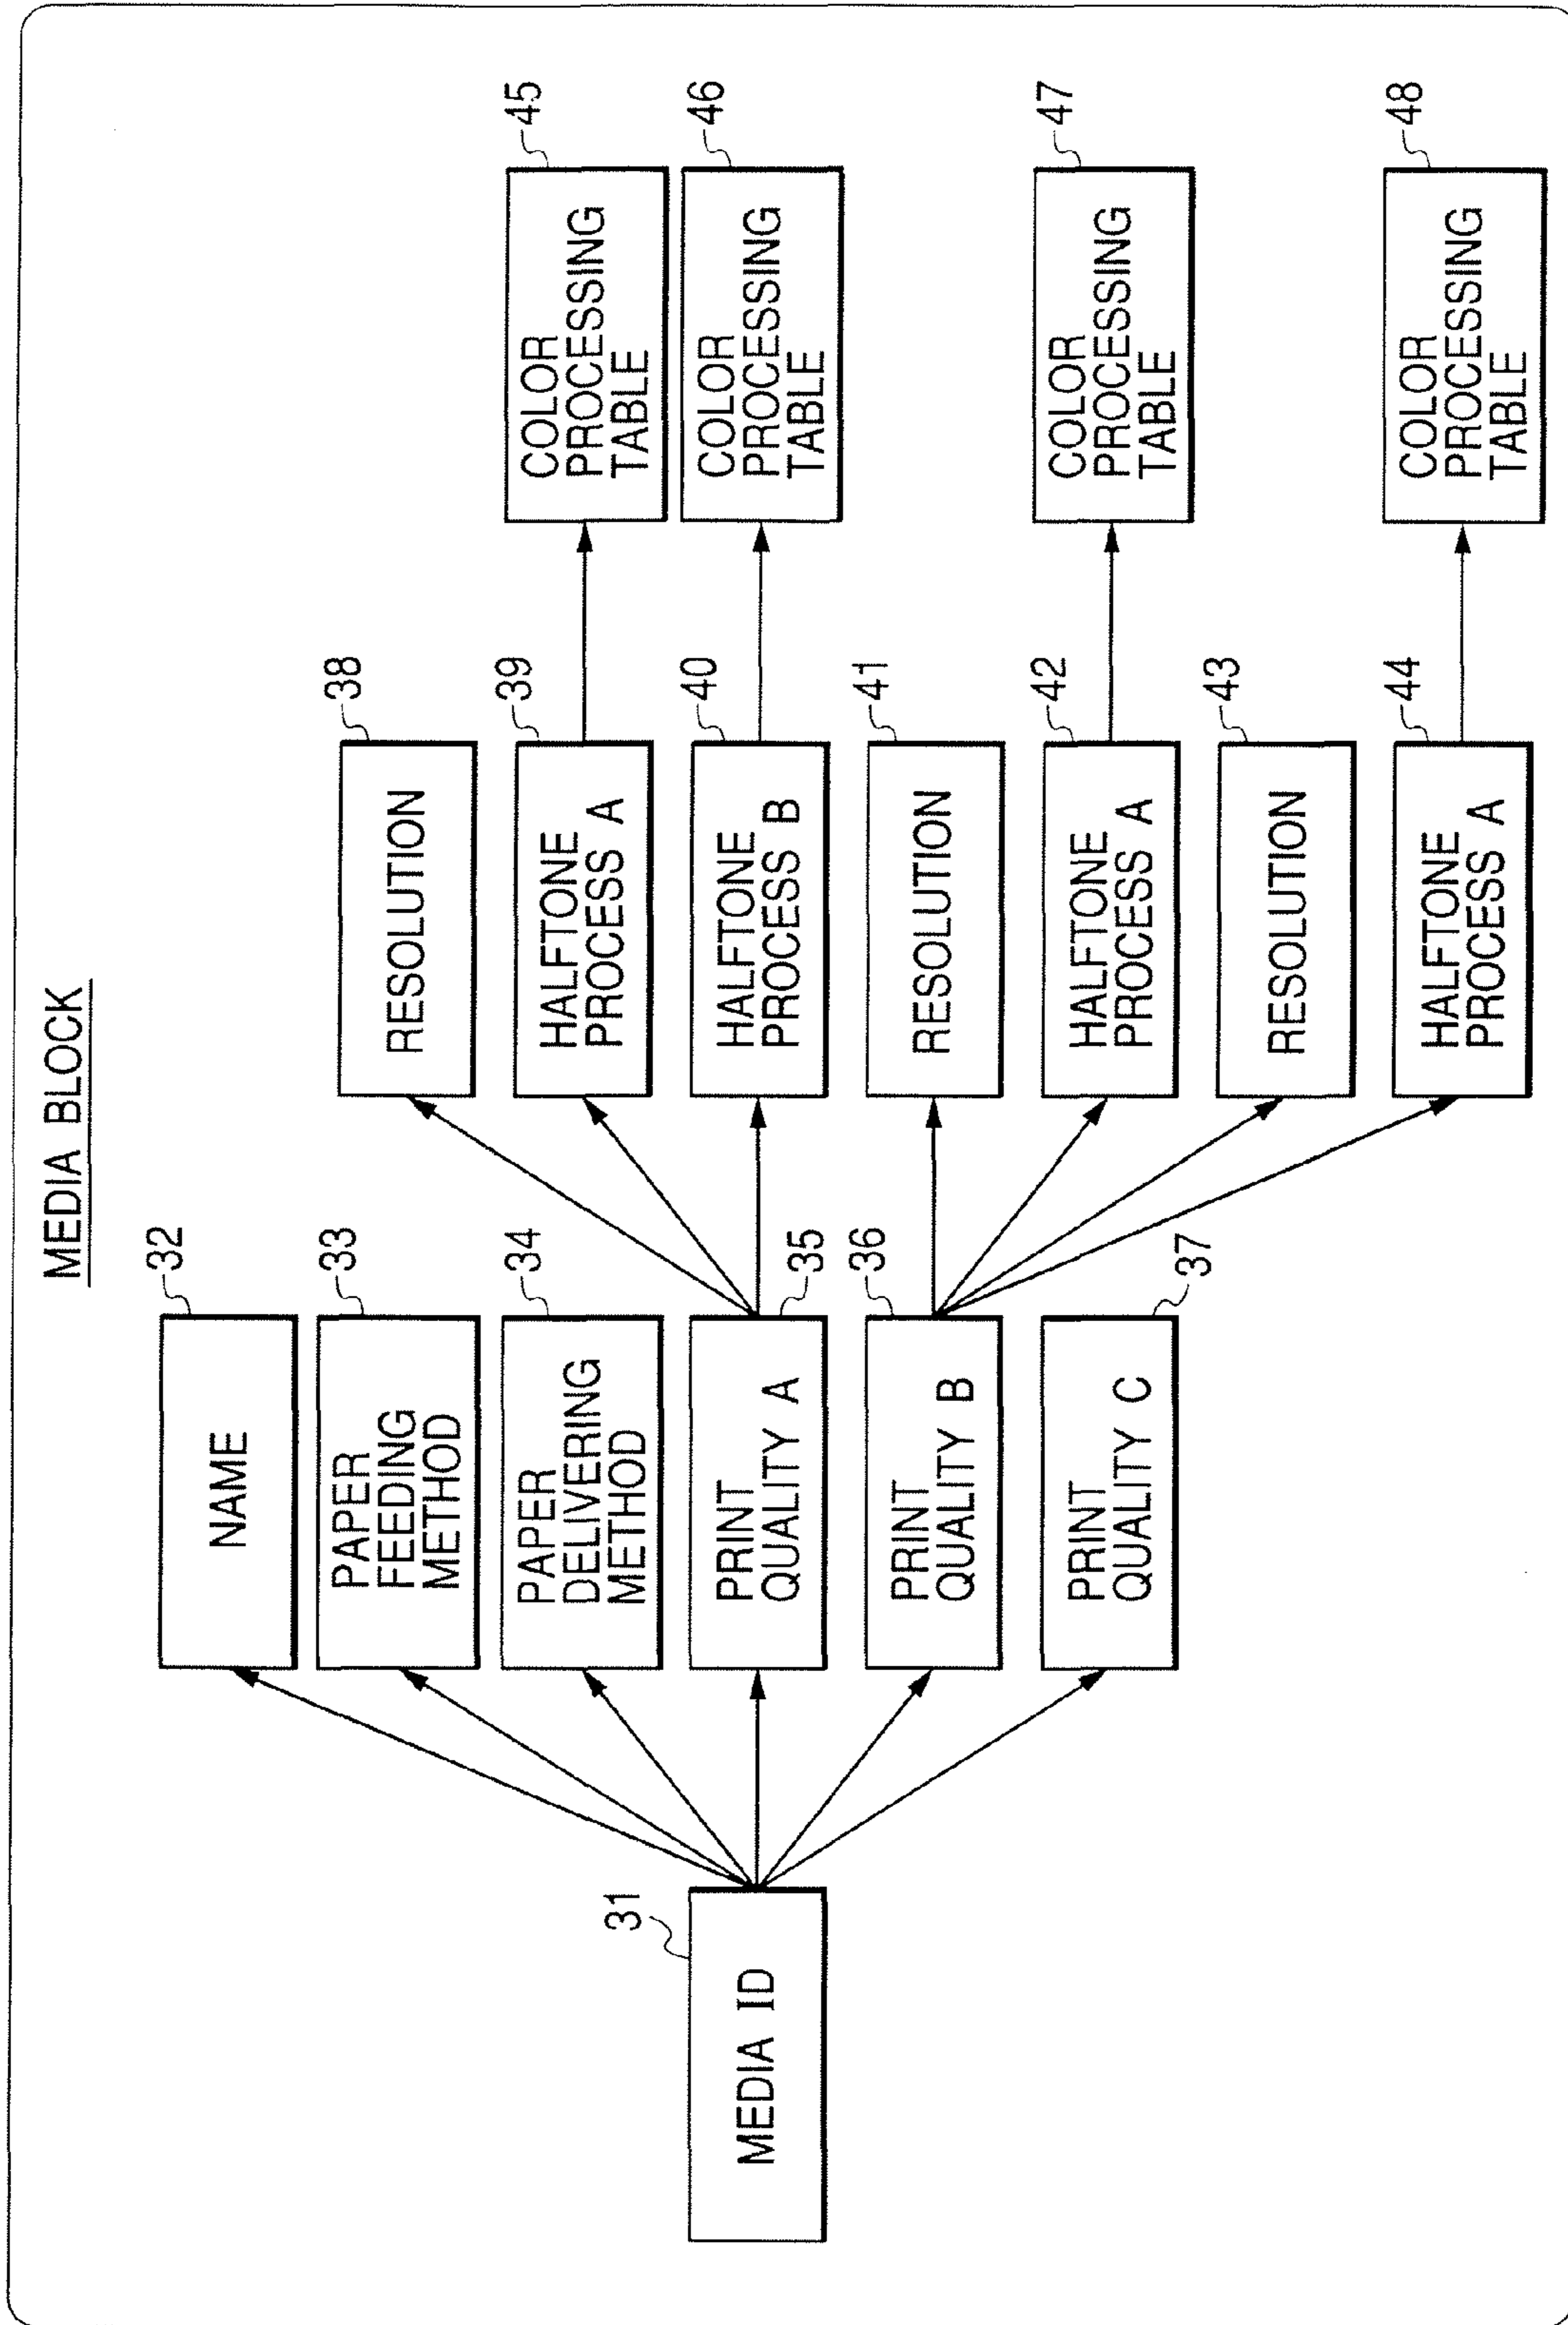 MEDIA BLOCK
31
MEDIA ID
32
NAME
33
PAPER
FEEDING
METHOD
34
PAPER
DELIVERING
METHOD
PRINT
QUALITY A
35
36
PRINT
QUALITY B
PRINT
QUALITY C
37
38
RESOLUTION
39
HALFTONE
PROCESS A
40
HALFTONE
PROCESS B
41
RESOLUTION
42
HALFTONE
PROCESS A
43
RESOLUTION
44
HALFTONE
PROCESS A
45
COLOR
PROCESSING
TABLE
46
COLOR
PROCESSING
TABLE
47
COLOR
PROCESSING
TABLE
48
COLOR
PROCESSING
TABLE